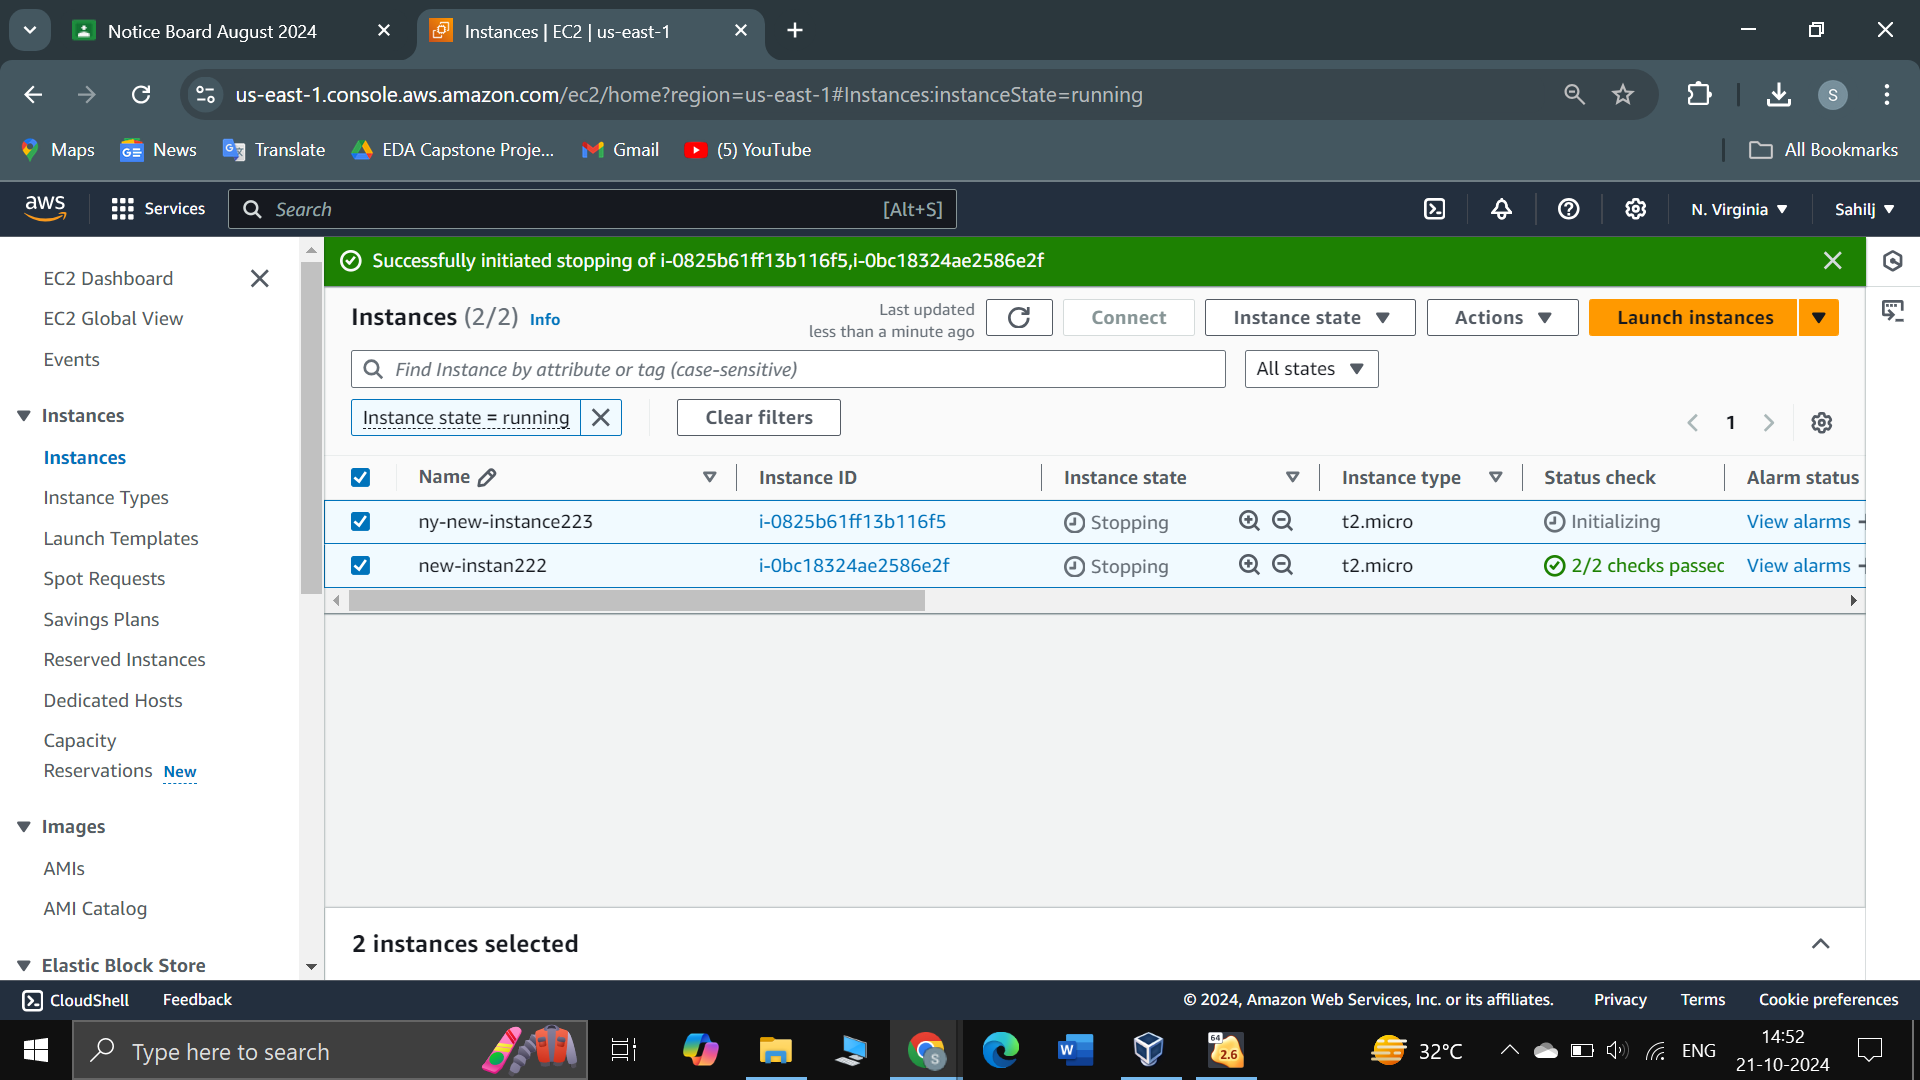 Notice Board August 2024
Instances | EC2 | us-east-1
us-east-1.console.aws.amazon.com/ec2/home?region=us-east-1#Instances:instanceState=running
S
Maps
News
Translate
EDA Capstone Proje...
Gmail
(5) YouTube
All Bookmarks
aws
Services
Search
[Alt+S]
N. Virginia
Sahilj
EC2 Dashboard
EC2 Global View
Events
Instances
Instances
Instance Types
Launch Templates
Spot Requests
Savings Plans
Reserved Instances
Dedicated Hosts
Capacity
Reservations New
Images
AMIs
AMI Catalog
Elastic Block Store
Successfully initiated stopping of i-0825b61ff13b116f5,i-0bc18324ae2586e2f
Instances (2/2) Info
Last updated
less than a minute ago
Connect
Instance state
Actions
Launch instances
Find Instance by attribute or tag (case-sensitive)
All states
Instance state = running
Clear filters
1
Name Instance ID Instance state Instance type Status check Alarm status
ny-new-instance223 i-0825b61ff13b116f5 Stopping t2.micro Initializing View alarms
new-instan222 i-0bc18324ae2586e2f Stopping t2.micro 2/2 checks passec View alarms
2 instances selected
CloudShell
Feedback
© 2024, Amazon Web Services, Inc. or its affiliates.
Privacy
Terms
Cookie preferences
Type here to search
S
W
64
2.6
32°C
ENG
14:52
21-10-2024